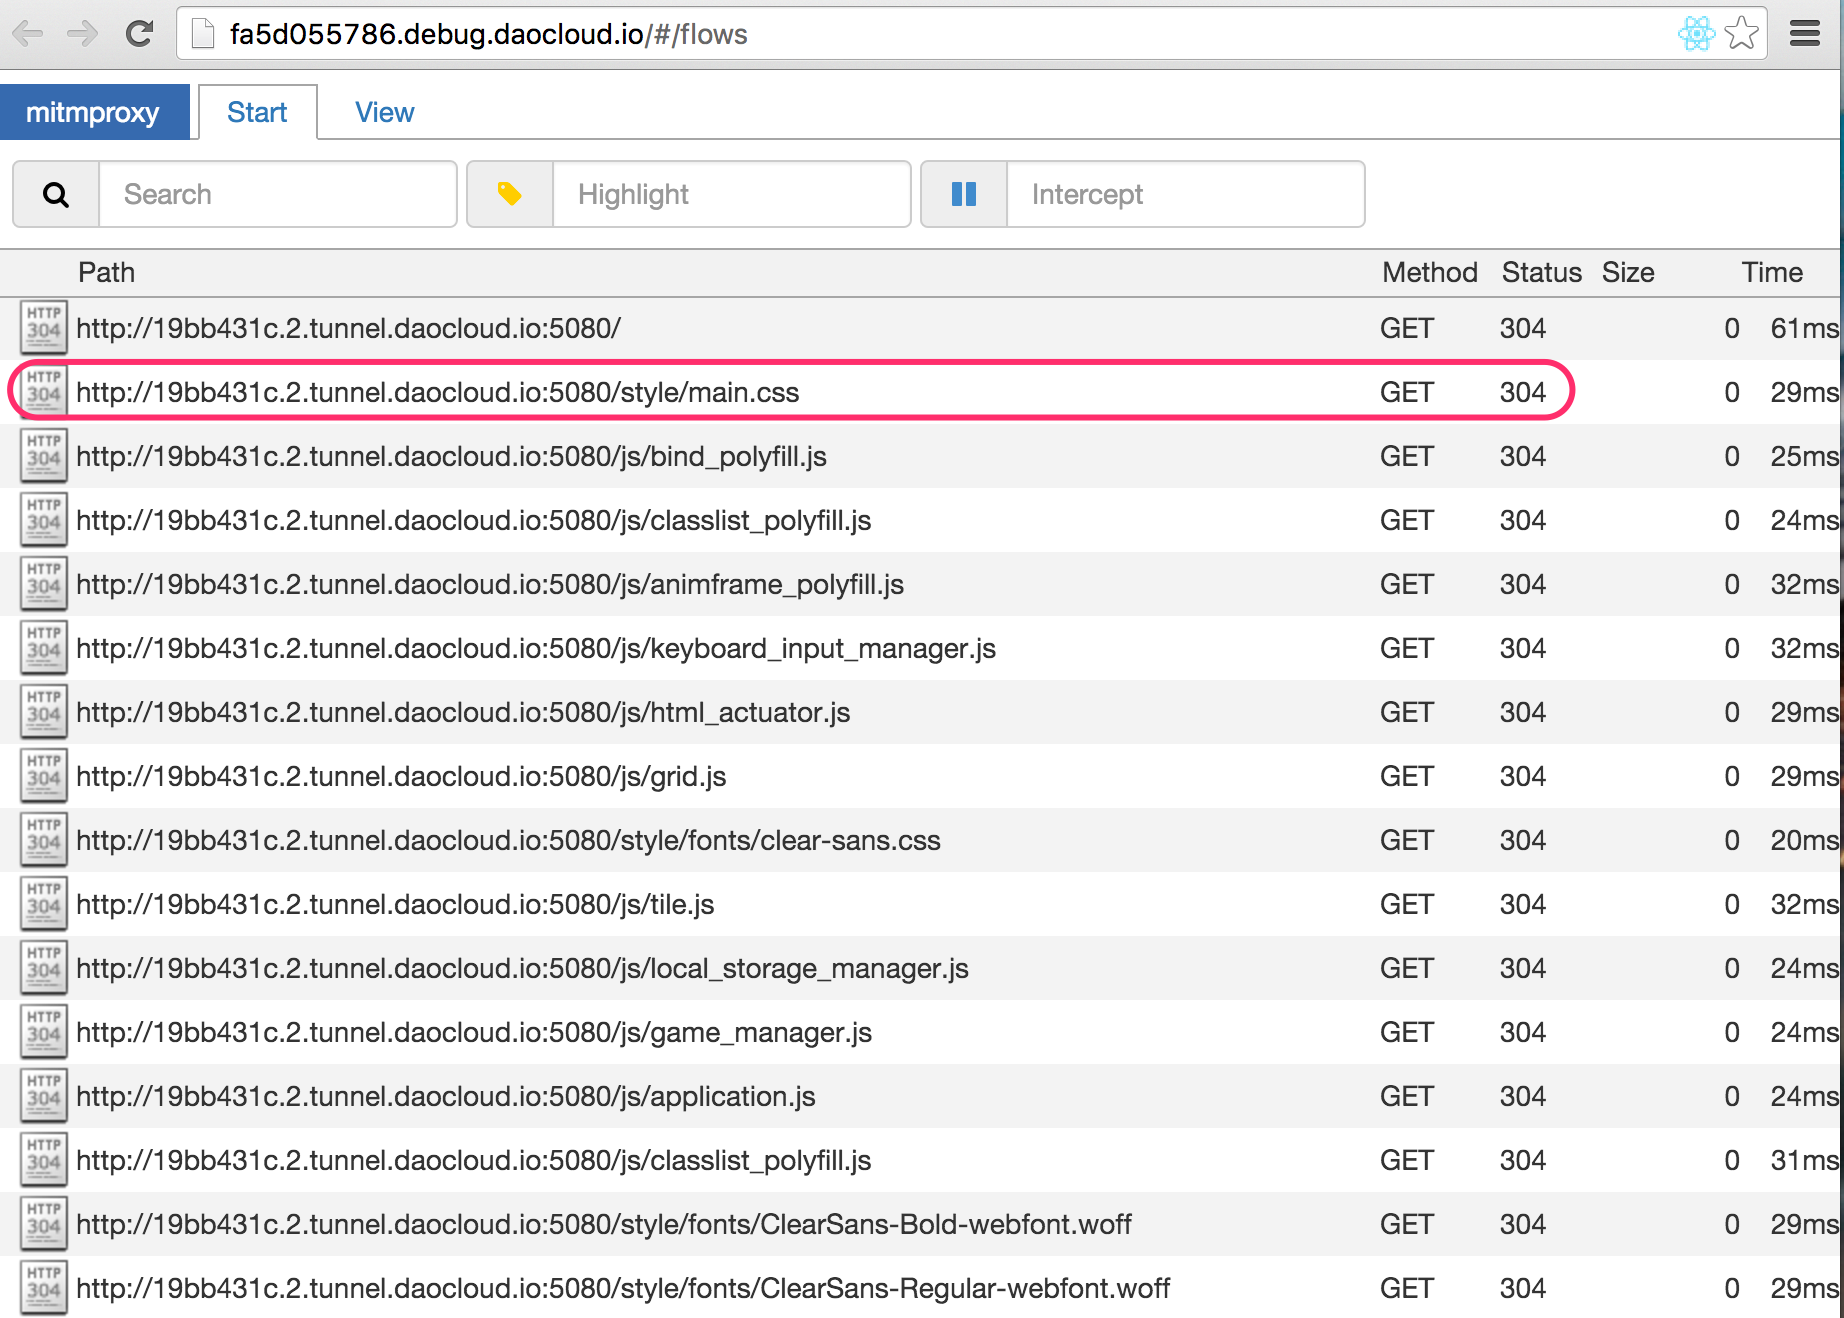 fa5d055786.debug.daocloud.io/#/flows
mitmproxy Start View
Search Highlight Intercept
Path Method Status Size Time
HTTP 304 http://19bb431c.2.tunnel.daocloud.io:5080/ GET 304 0 61ms
HTTP 304 http://19bb431c.2.tunnel.daocloud.io:5080/style/main.css GET 304 0 29ms
HTTP 304 http://19bb431c.2.tunnel.daocloud.io:5080/js/bind_polyfill.js GET 304 0 25ms
HTTP 304 http://19bb431c.2.tunnel.daocloud.io:5080/js/classlist_polyfill.js GET 304 0 24ms
HTTP 304 http://19bb431c.2.tunnel.daocloud.io:5080/js/animframe_polyfill.js GET 304 0 32ms
HTTP 304 http://19bb431c.2.tunnel.daocloud.io:5080/js/keyboard_input_manager.js GET 304 0 32ms
HTTP 304 http://19bb431c.2.tunnel.daocloud.io:5080/js/html_actuator.js GET 304 0 29ms
HTTP 304 http://19bb431c.2.tunnel.daocloud.io:5080/js/grid.js GET 304 0 29ms
HTTP 304 http://19bb431c.2.tunnel.daocloud.io:5080/style/fonts/clear-sans.css GET 304 0 20ms
HTTP 304 http://19bb431c.2.tunnel.daocloud.io:5080/js/tile.js GET 304 0 32ms
HTTP 304 http://19bb431c.2.tunnel.daocloud.io:5080/js/local_storage_manager.js GET 304 0 24ms
HTTP 304 http://19bb431c.2.tunnel.daocloud.io:5080/js/game_manager.js GET 304 0 24ms
HTTP 304 http://19bb431c.2.tunnel.daocloud.io:5080/js/application.js GET 304 0 24ms
HTTP 304 http://19bb431c.2.tunnel.daocloud.io:5080/js/classlist_polyfill.js GET 304 0 31ms
HTTP 304 http://19bb431c.2.tunnel.daocloud.io:5080/style/fonts/ClearSans-Bold-webfont.woff GET 304 0 29ms
HTTP 304 http://19bb431c.2.tunnel.daocloud.io:5080/style/fonts/ClearSans-Regular-webfont.woff GET 304 0 29ms